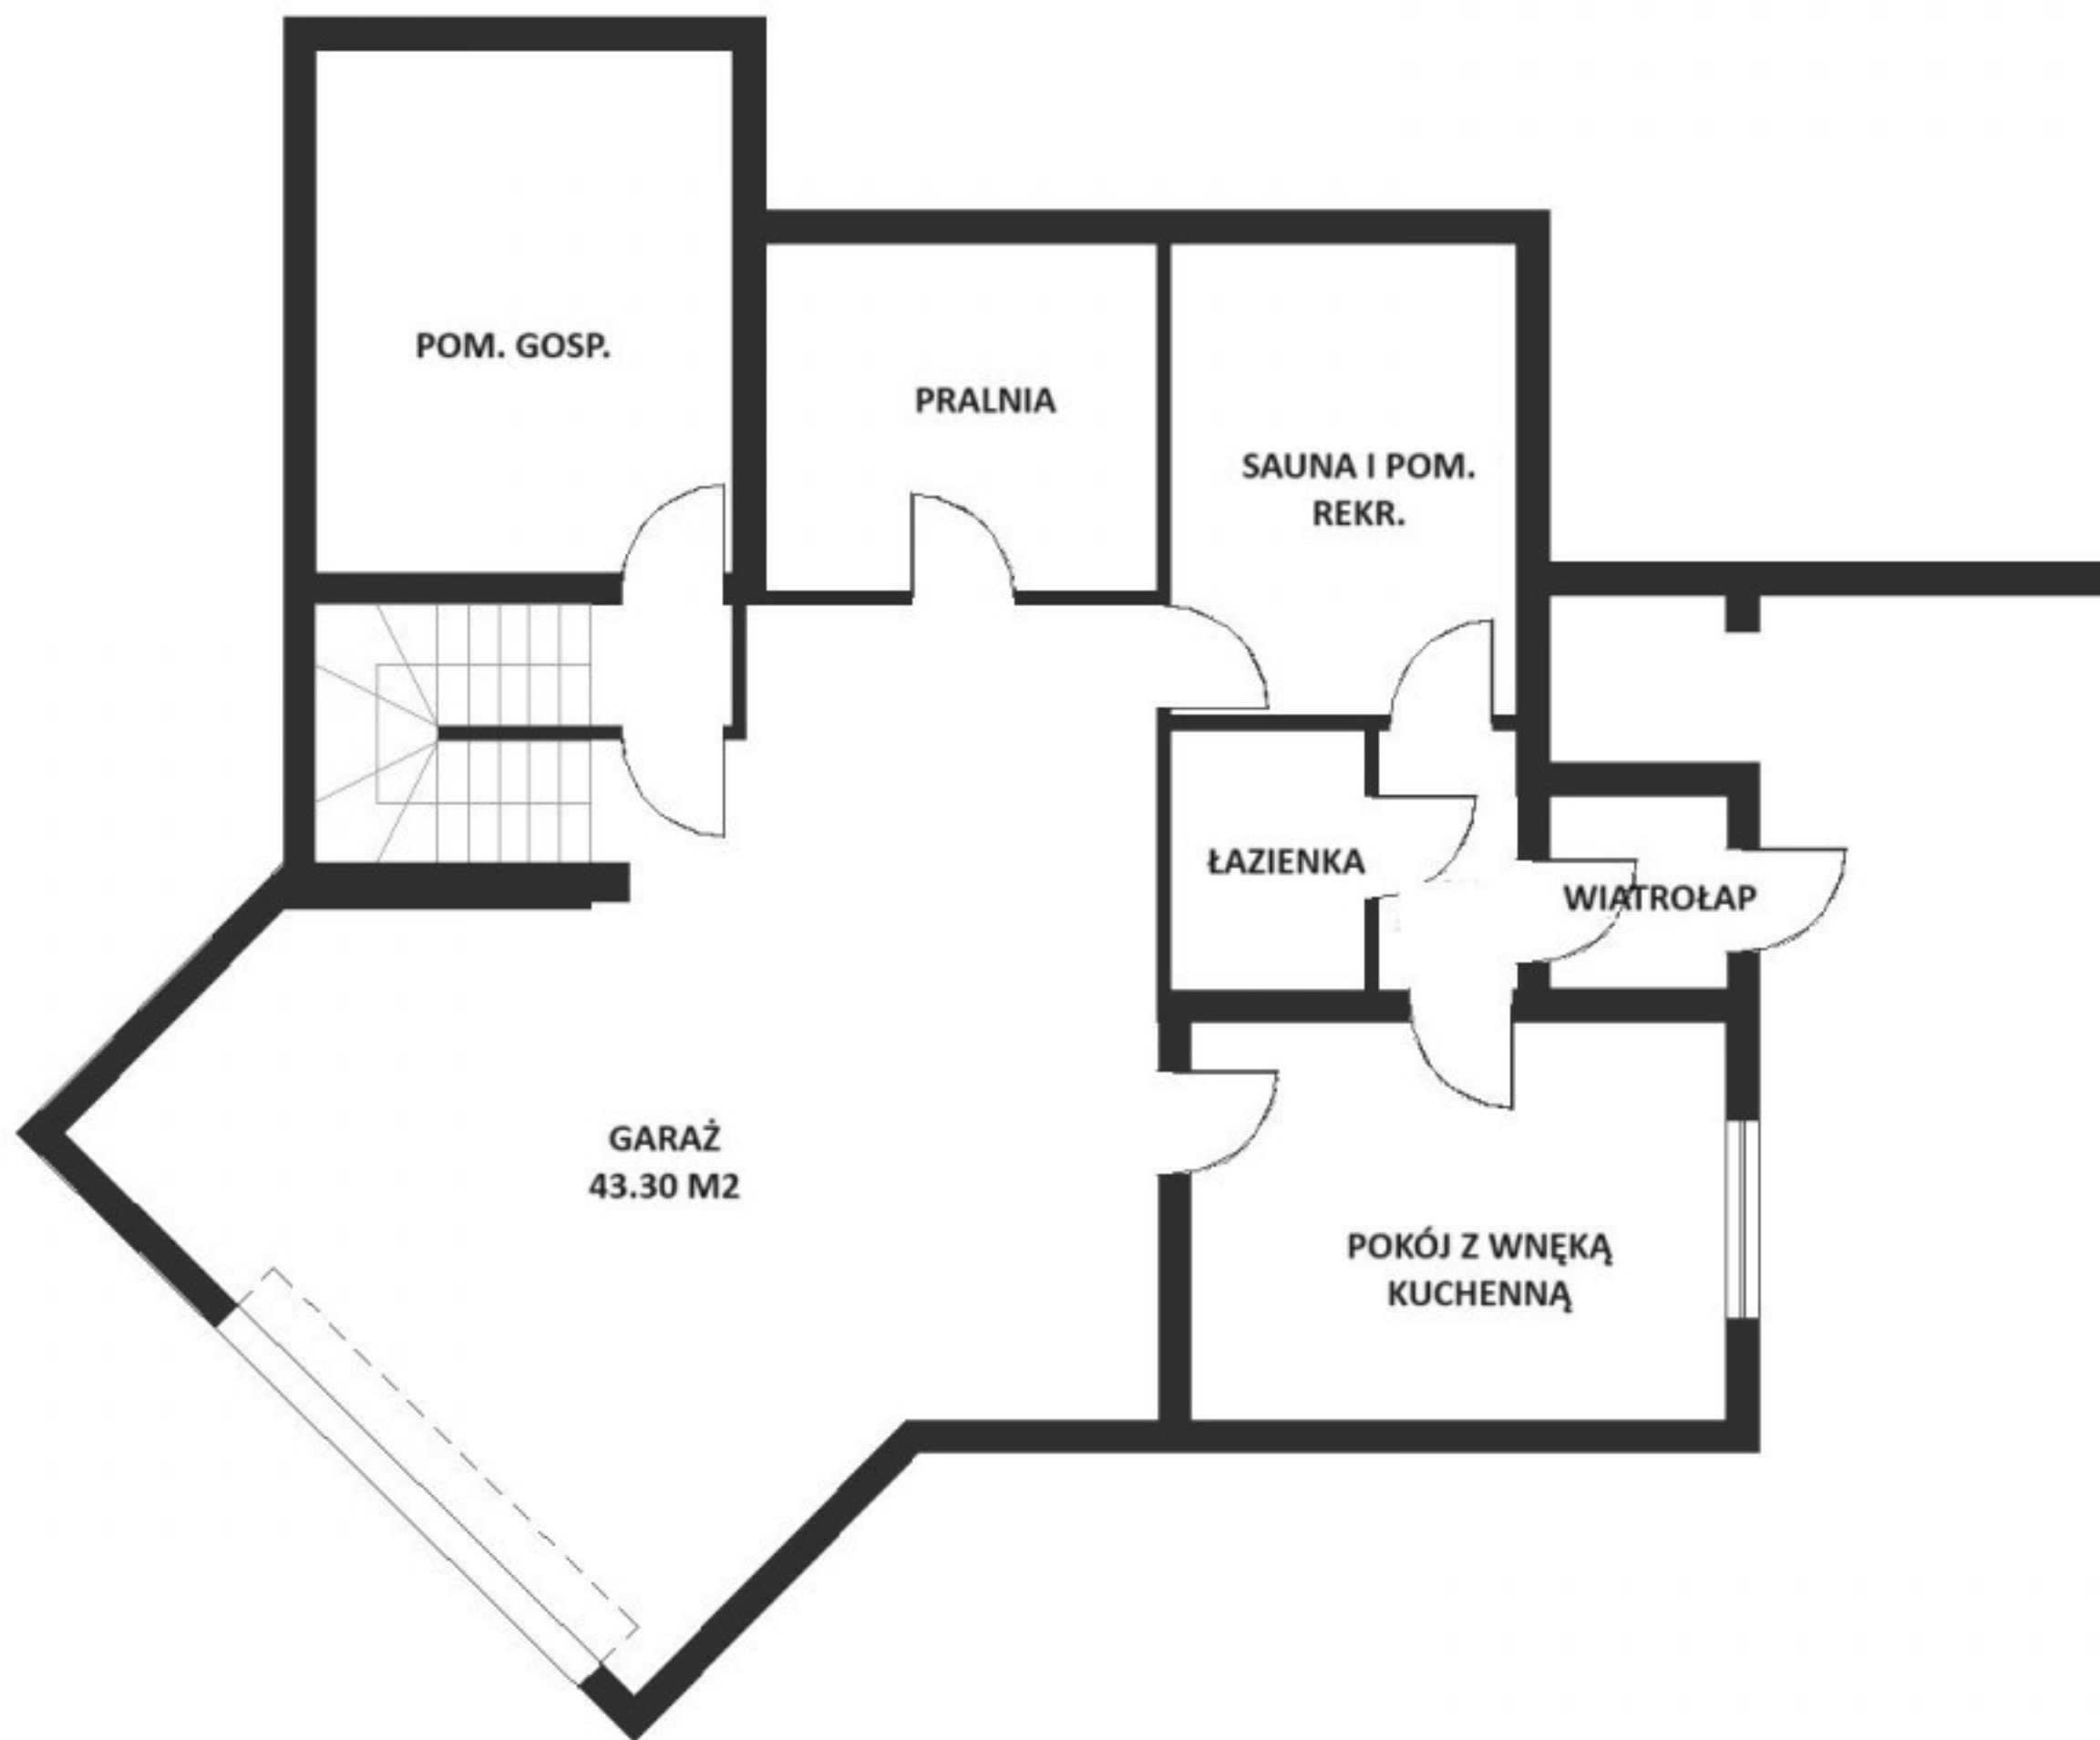 POM. GOSP.
PRALNIA
SAUNA I POM.
REKR.
ŁAZIENKA
WIATROŁAP
GARAŻ
43.30 M2
POKÓJ Z WNĘKĄ
KUCHENNĄ